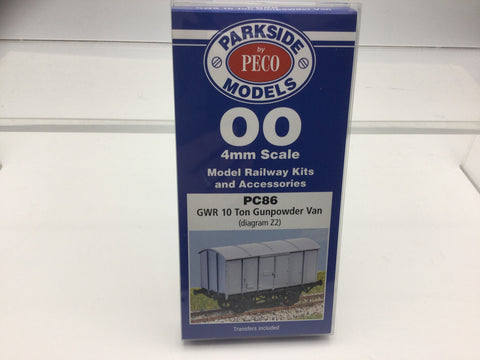 PARKSIDE
by
PECO
MODELS
OO
4mm Scale
Model Railway Kits
and Accessories
PC86
GWR 10 Ton Gunpowder Van
(diagram Z2)
Transfers included